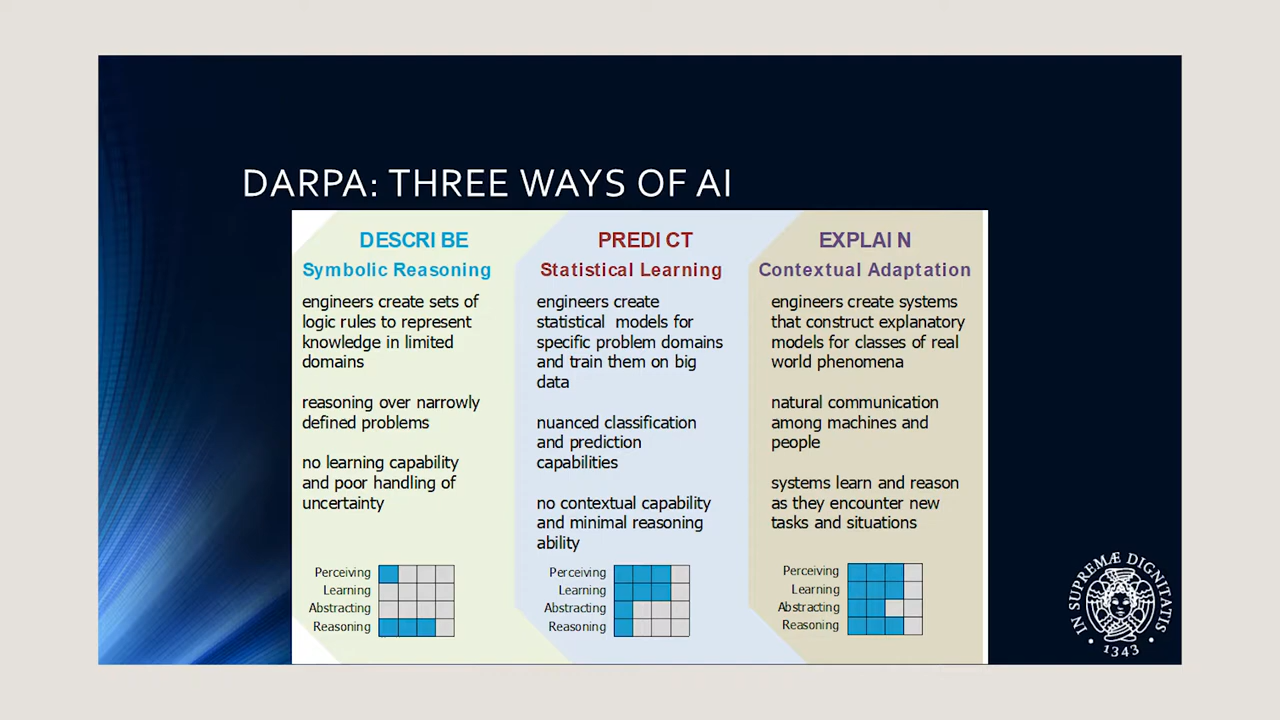 DARPA: THREE WAYS OF AI
DESCRIBE
Symbolic Reasoning
engineers create sets of
logic rules to represent
knowledge in limited
domains
reasoning over narrowly
defined problems
no learning capability
and poor handling of
uncertainty
Perceiving
Learning
Abstracting
Reasoning
PREDICT
Statistical Learning
engineers create
statistical models for
specific problem domains
and train them on big
data
nuanced classification
and prediction
capabilities
no contextual capability
and minimal reasoning
ability
Perceiving
Learning
Abstracting
Reasoning
EXPLAIN
Contextual Adaptation
engineers create systems
that construct explanatory
models for classes of real
world phenomena
natural communication
among machines and
people
systems learn and reason
as they encounter new
tasks and situations
Perceiving
Learning
Abstracting
Reasoning
IN SUPREMÆ DIGNITATIS
1343